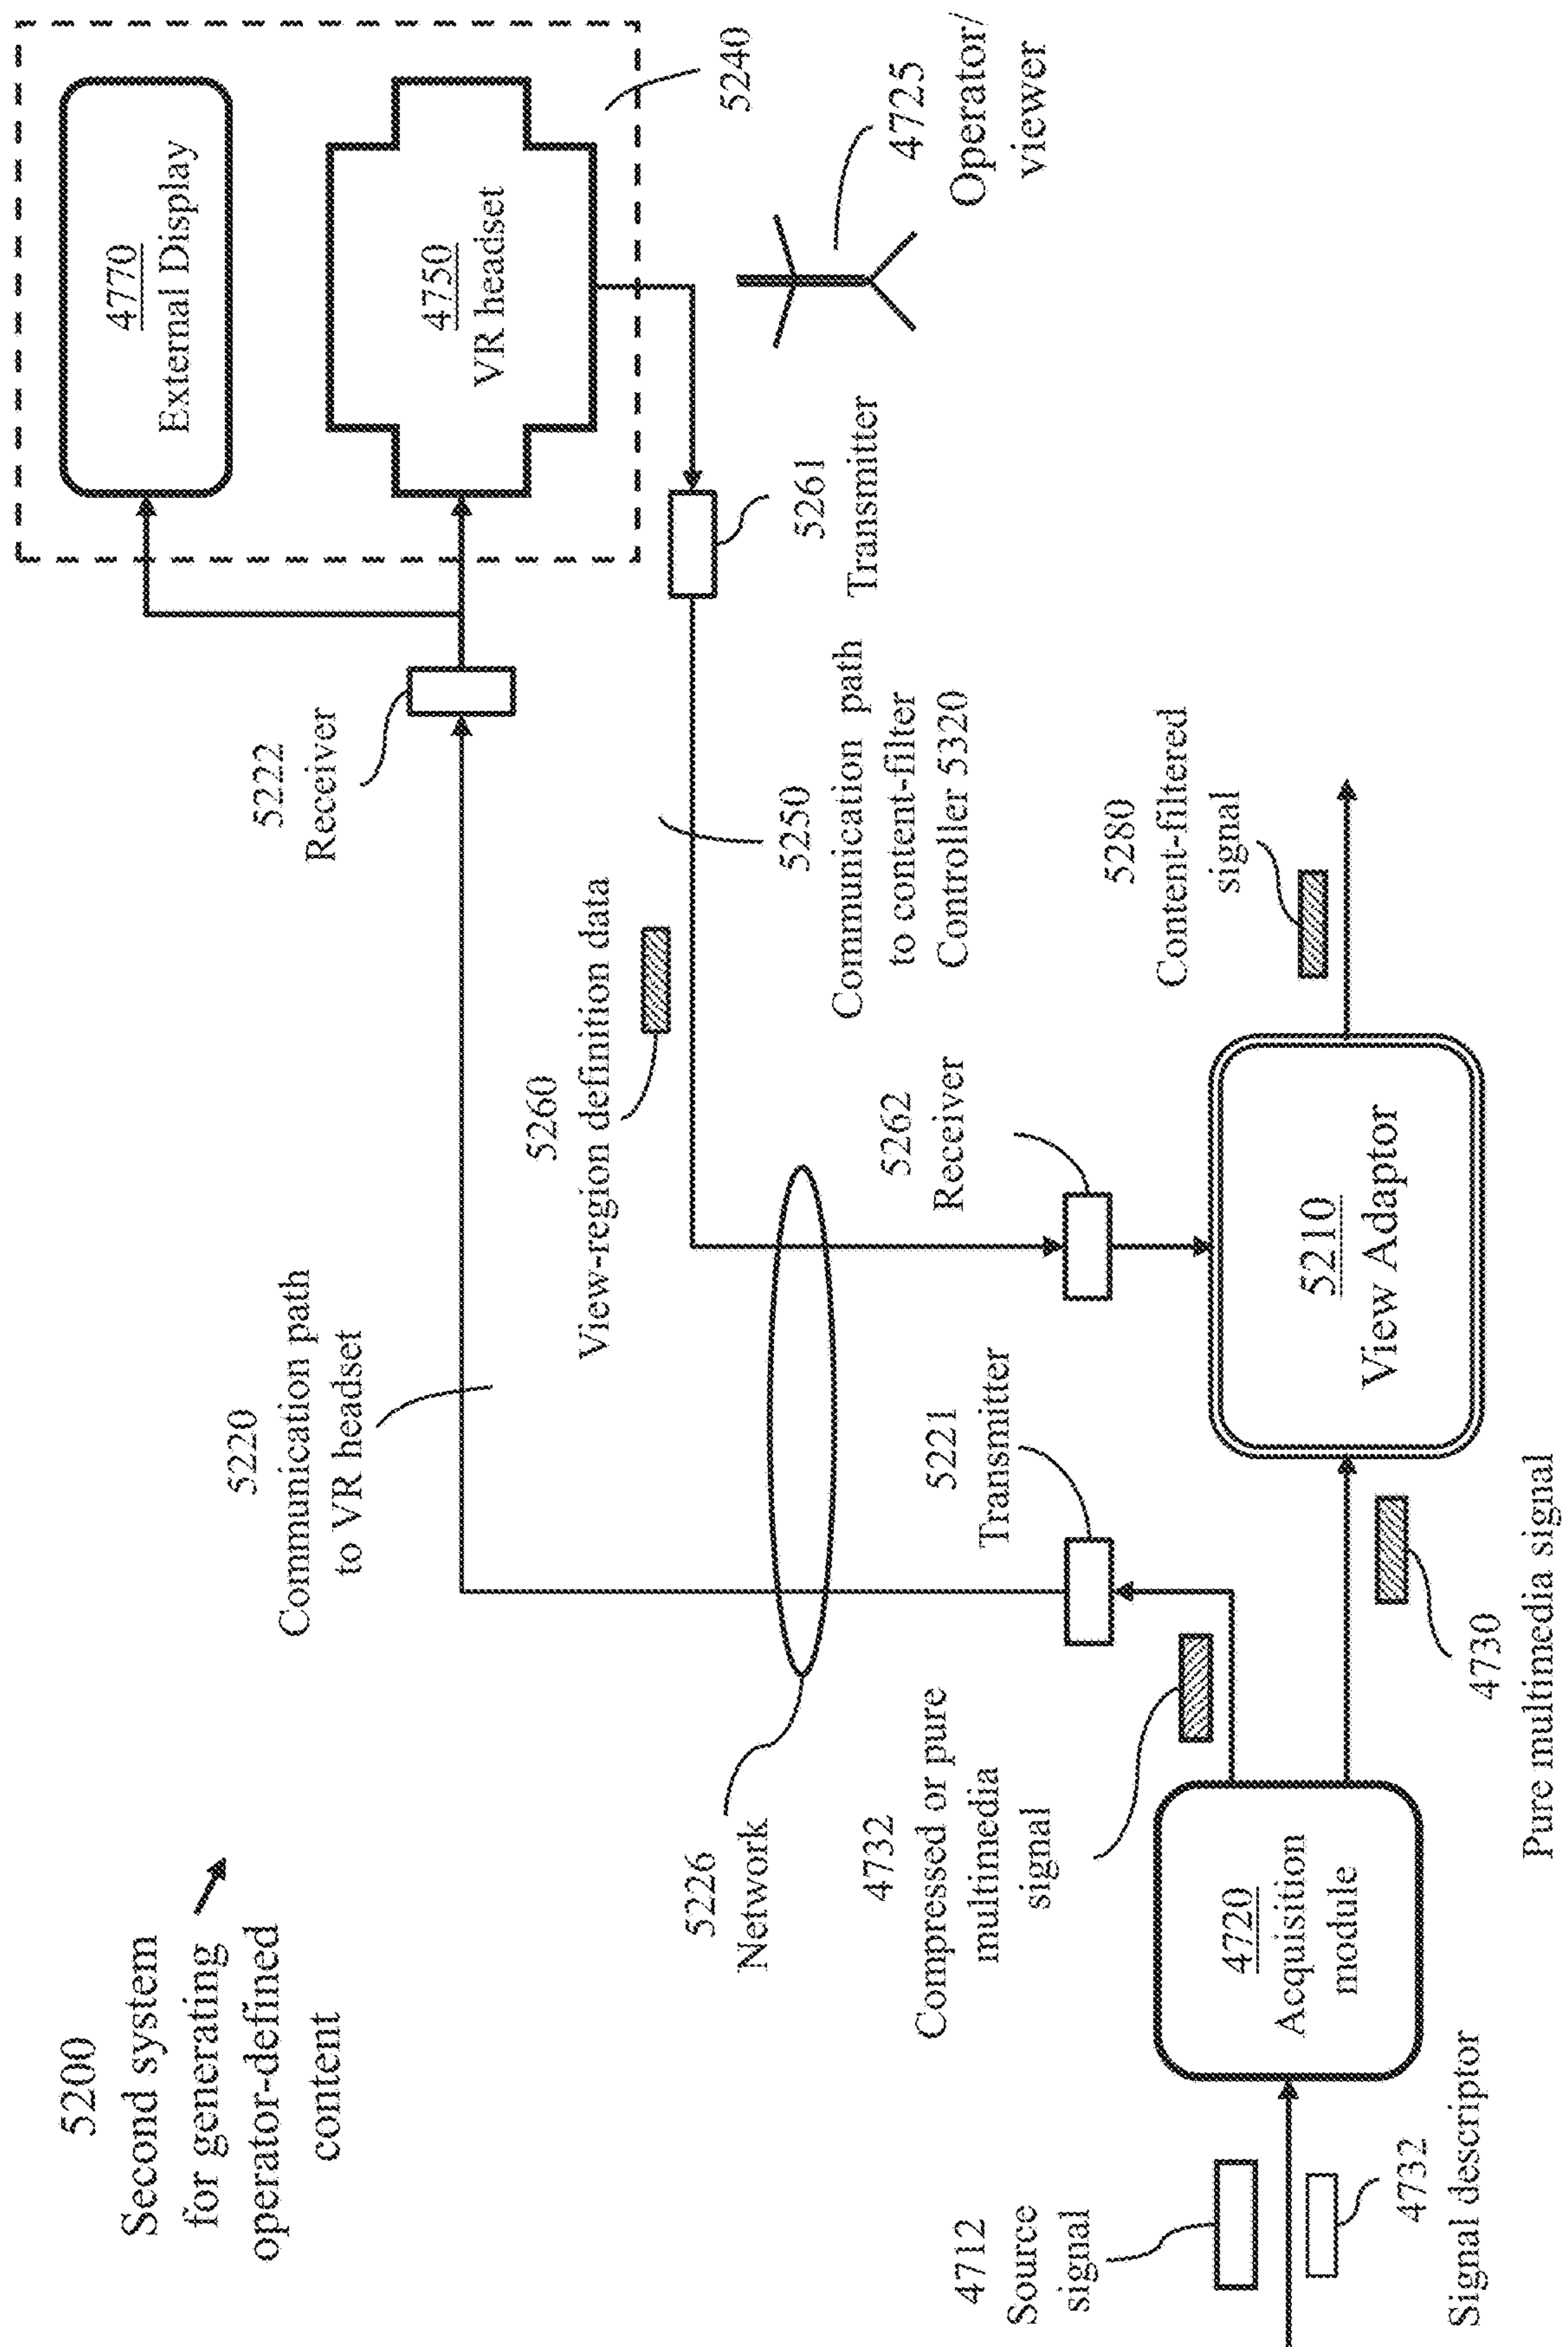 5200
Second system
for generating
operator-defined
content
4770
External Display
4750
VR headset
5240
4725
Operator/
viewer
5222
Receiver
5220
Communication path
to VR headset
5261
Transmitter
5250
Communication path
to content-filter
Controller 5320
5260
View-region definition data
5226
Network
5262
Receiver
5221
Transmitter
4732
Compressed or pure
multimedia
signal
5280
Content-filtered
signal
5210
View Adaptor
4720
Acquisition
module
4712
Source
signal
4732
Signal descriptor
4730
Pure multimedia signal